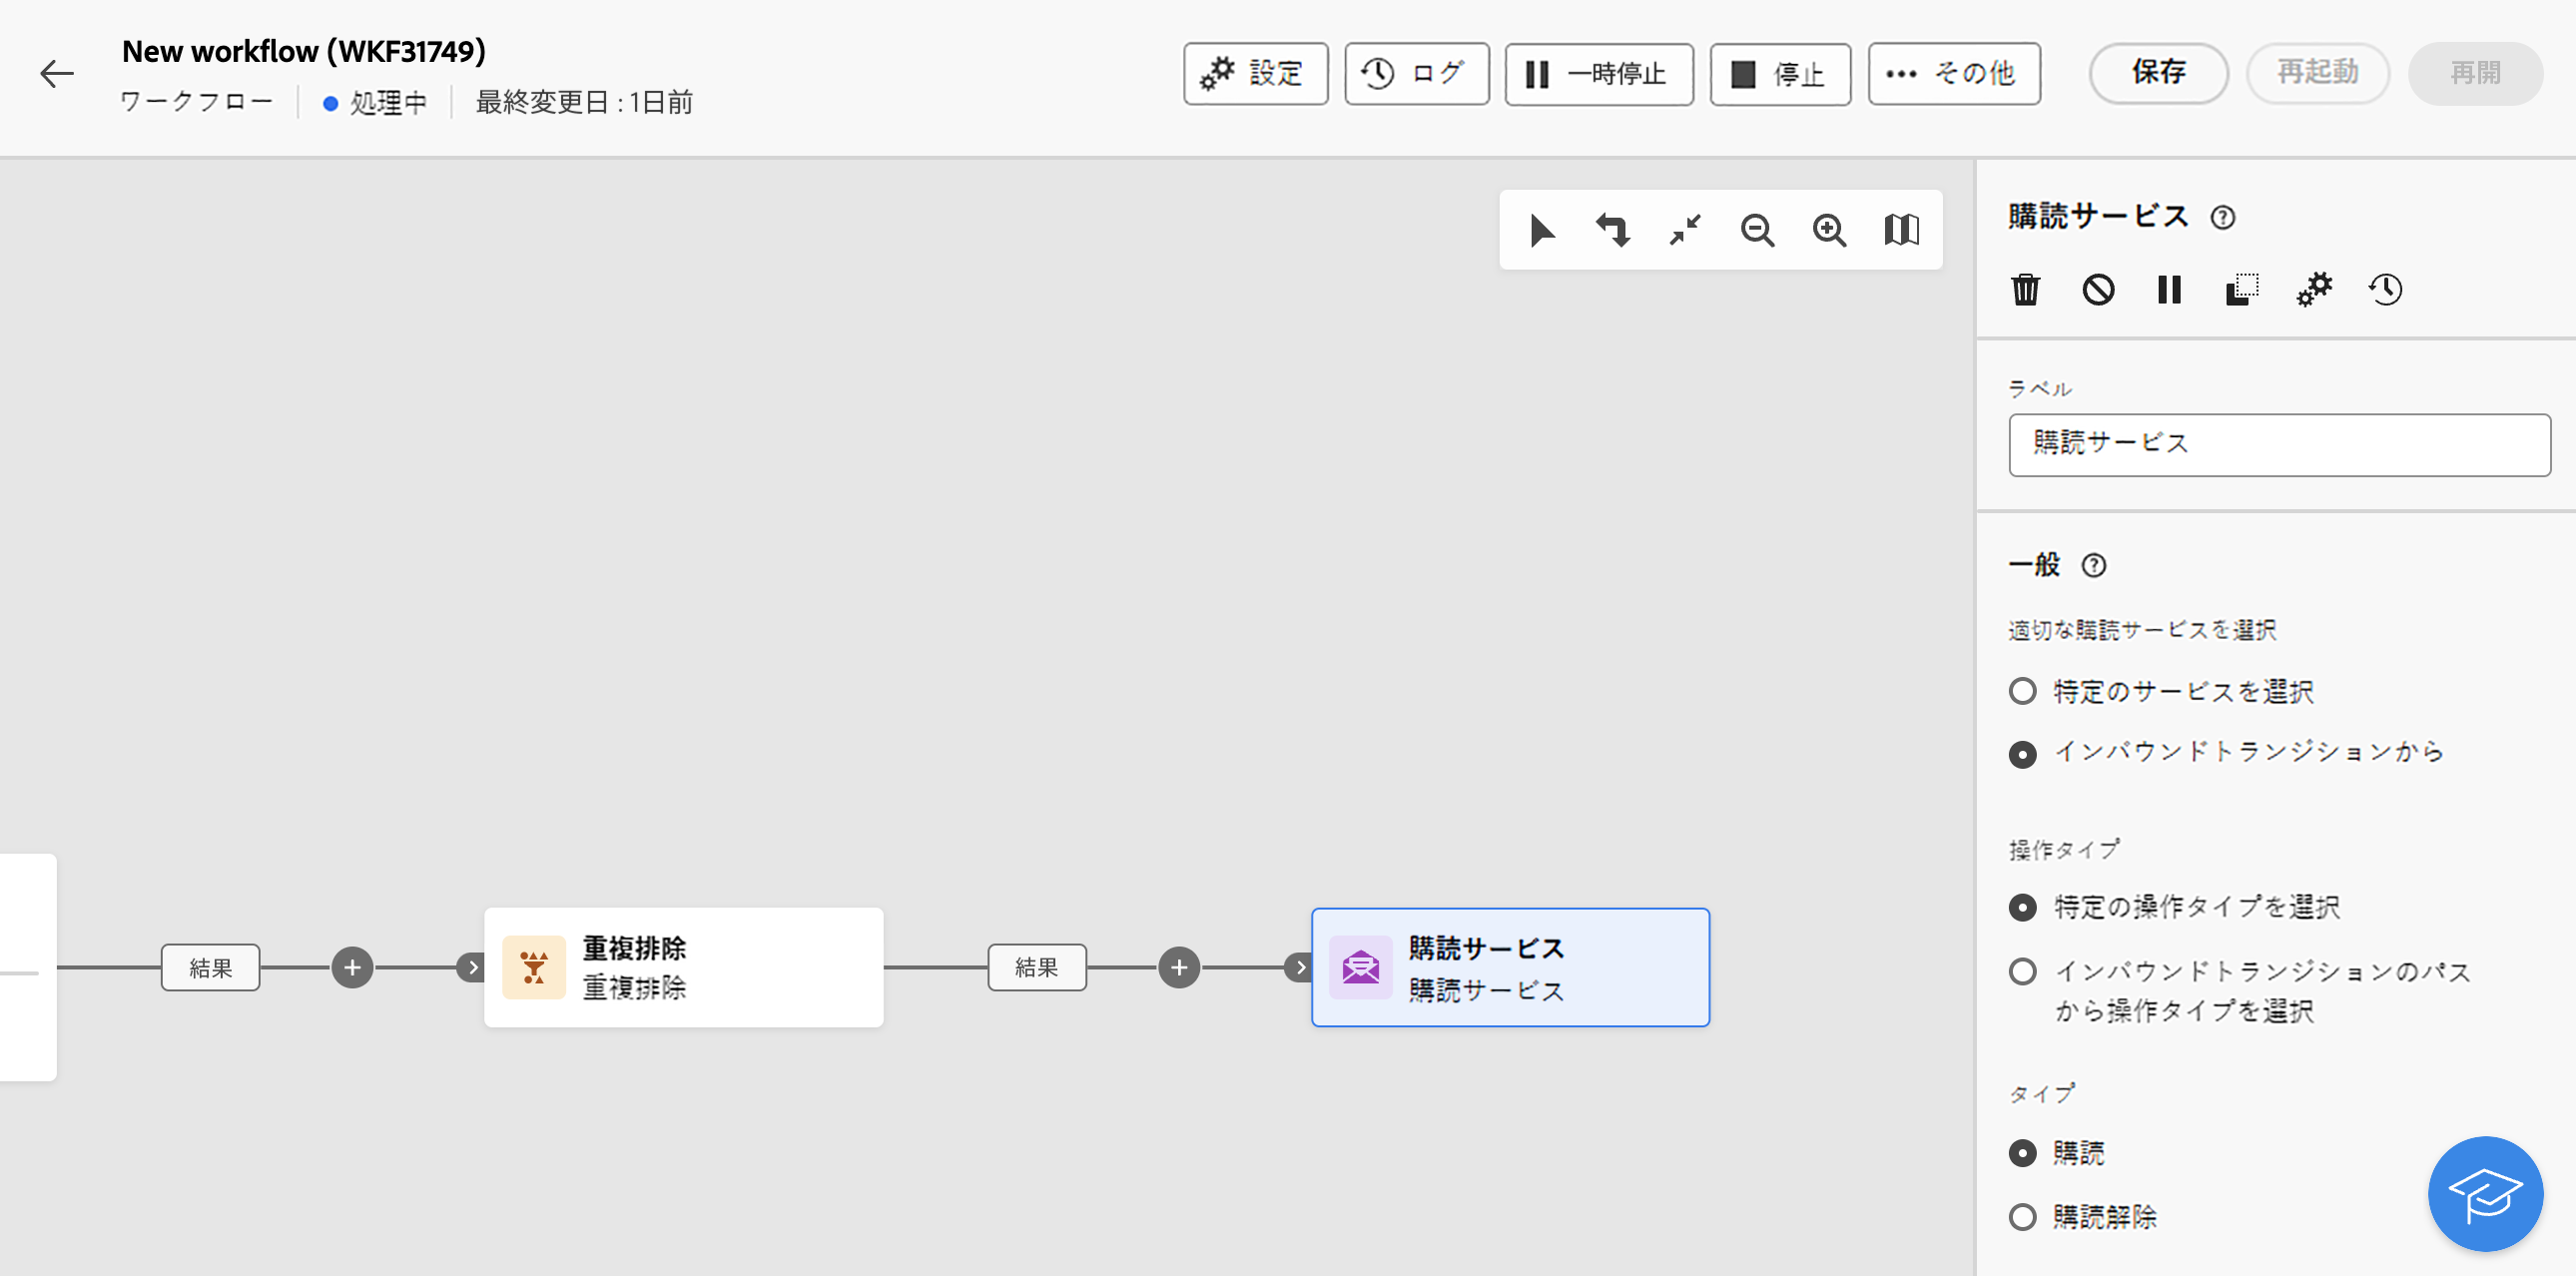 New workflow (WKF31749)
ワークフロー 処理中 最終変更日 : 1日前
設定 ログ 一時停止 停止 その他 保存 再起動 再開
購読サービス
ラベル
購読サービス
一般
適切な購読サービスを選択
特定のサービスを選択
インバウンドトランジションから
操作タイプ
特定の操作タイプを選択
インバウンドトランジションのパス
から操作タイプを選択
タイプ
購読
購読解除
結果
重複排除
重複排除
結果
購読サービス
購読サービス